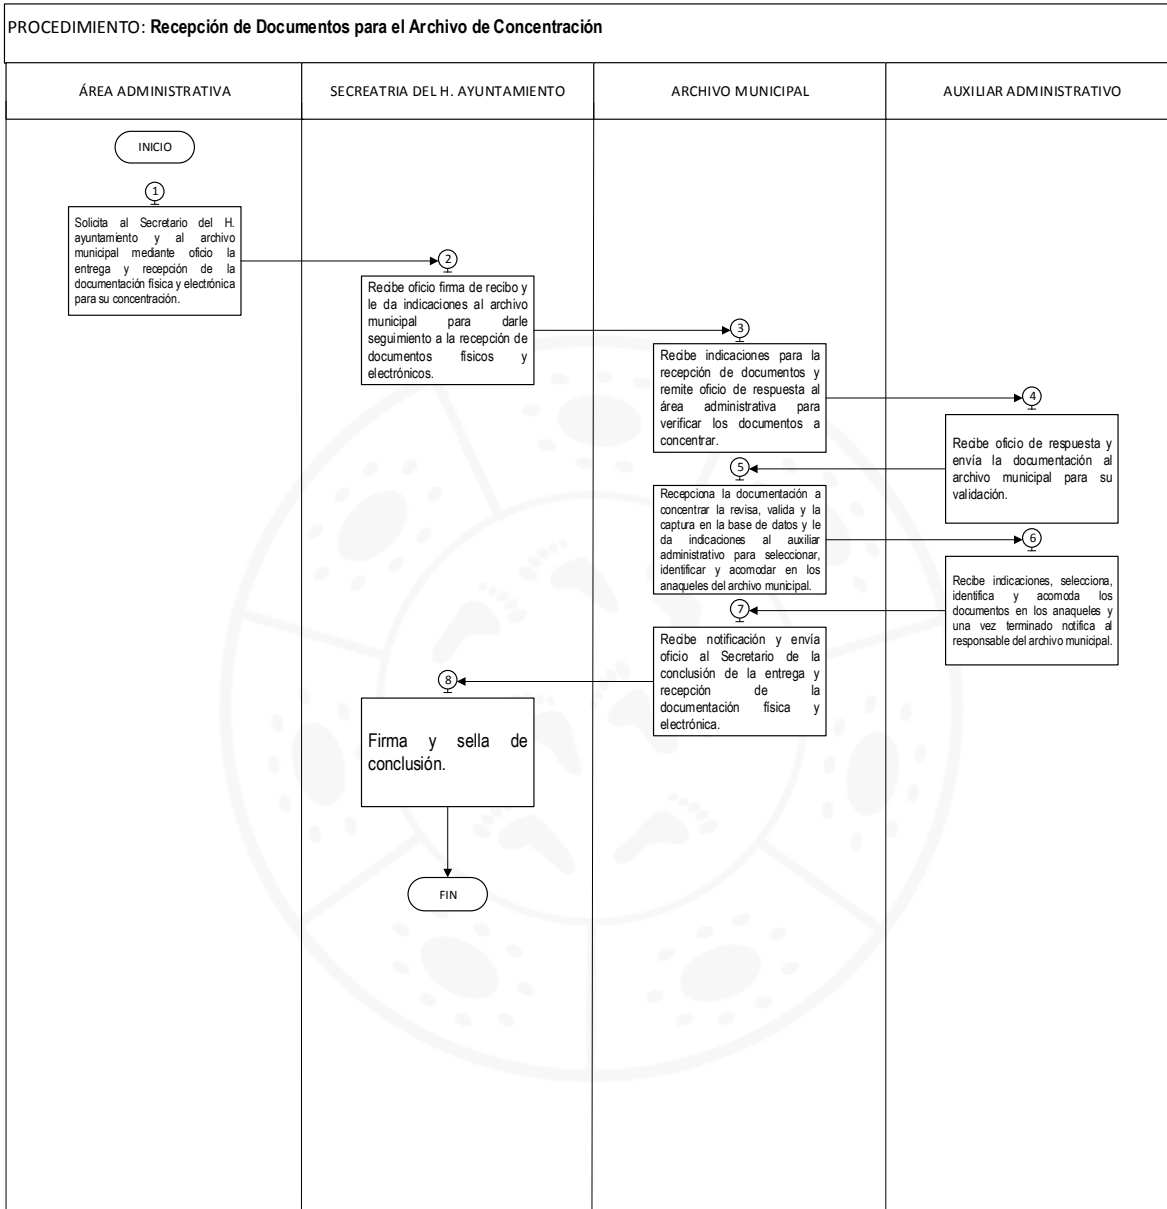 PROCEDIMIENTO: Recepción de Documentos para el Archivo de Concentración
ÁREA ADMINISTRATIVA
SECREATRIA DEL H. AYUNTAMIENTO
ARCHIVO MUNICIPAL
AUXILIAR ADMINISTRATIVO
INICIO
1
Solicita al Secretario del H.
ayuntamiento y al archivo
municipal mediante oficio la
entrega y recepción de la
documentación física y electrónica
para su concentración.
2
Recibe oficio firma de recibo y
le da indicaciones al archivo
municipal para darle
seguimiento a la recepción de
documentos físicos y
electrónicos.
3
Recibe indicaciones para la
recepción de documentos y
remite oficio de respuesta al
área administrativa para
verificar los documentos a
concentrar.
4
Recibe oficio de respuesta y
envía la documentación al
archivo municipal para su
validación.
5
Recepciona la documentación a
concentrar la revisa, valida y la
captura en la base de datos y le
da indicaciones al auxiliar
administrativo para seleccionar,
identificar y acomodar en los
anaqueles del archivo municipal.
6
Recibe indicaciones, selecciona,
identifica y acomoda los
documentos en los anaqueles y
una vez terminado notifica al
responsable del archivo municipal.
7
Recibe notificación y envía
oficio al Secretario de la
conclusión de la entrega y
recepción de la
documentación física y
electrónica.
8
Firma y sella de
conclusión.
FIN